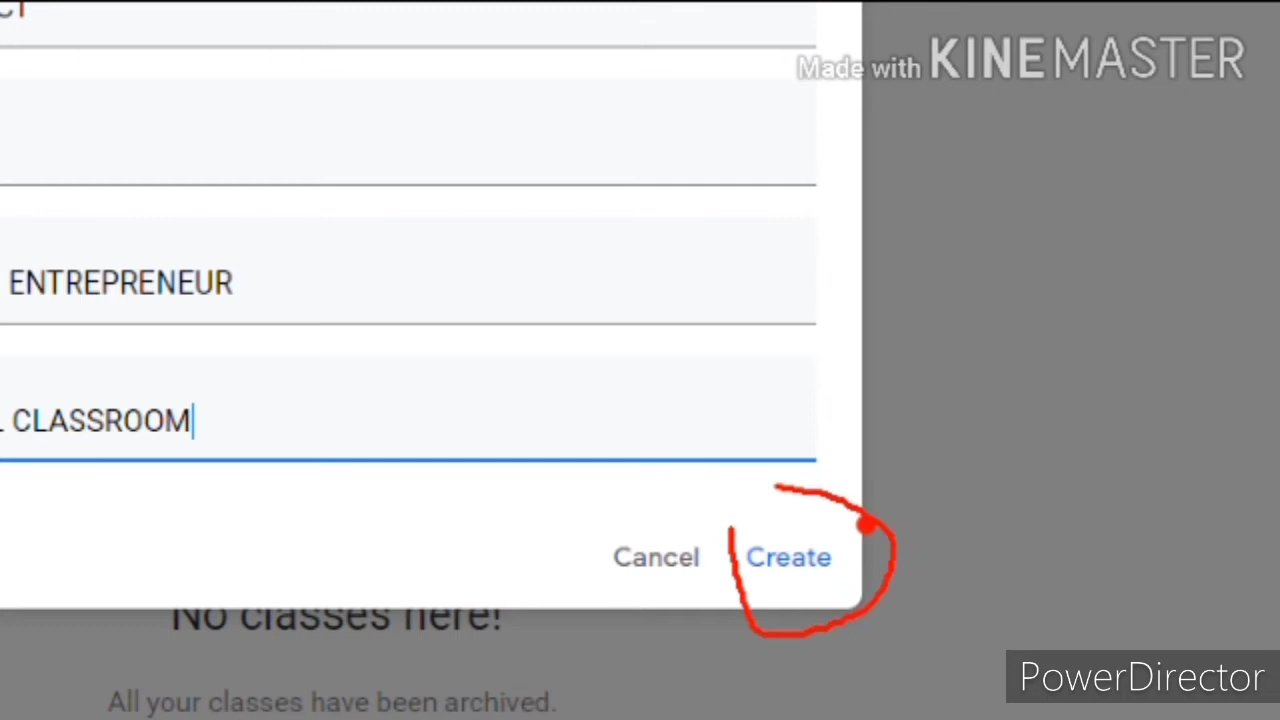 Made with KINEMASTER
ENTREPRENEUR
CLASSROOM
Cancel Create
No classes here!
All your classes have been archived.
PowerDirector